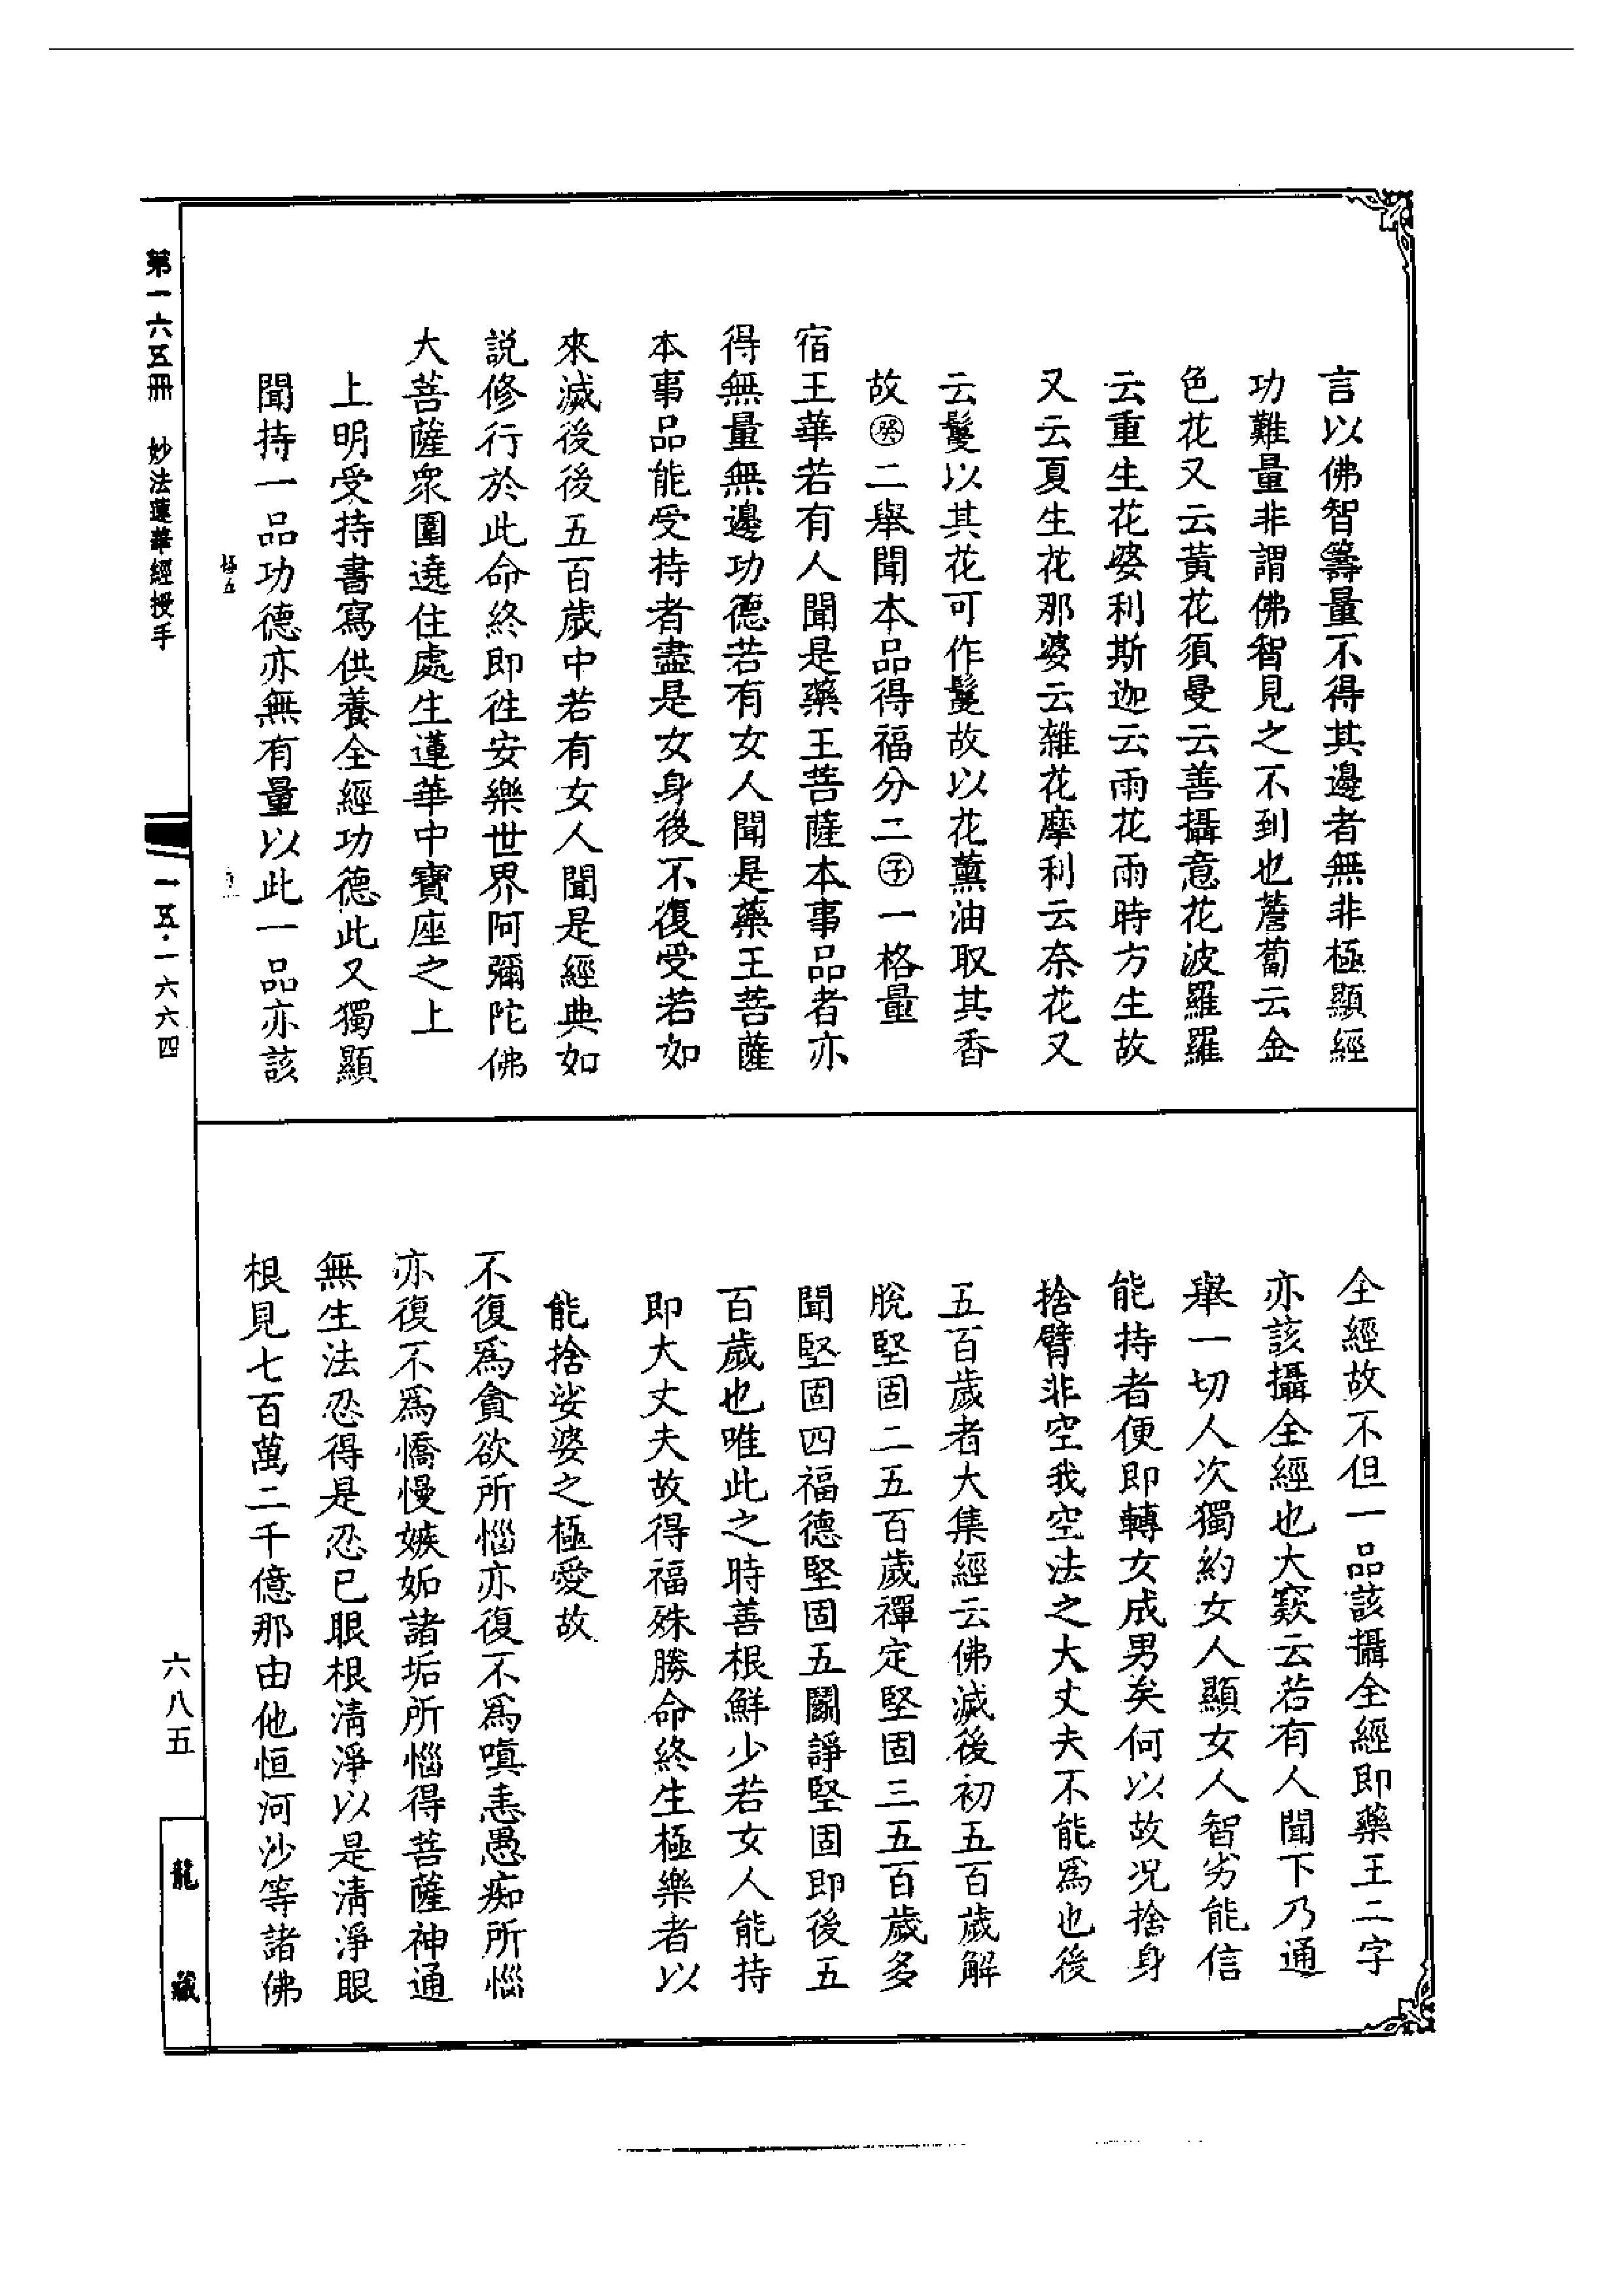 言以佛智籌量不得其邊者無非極顯經
功難量非謂佛智見之不到也薝蔔云金
色花又云黃花須曼云善攝意花波羅羅
云重生花婆利斯迦云雨花雨時方生故
又云夏生花那婆云雜花摩利云奈花又
云鬘以其花可作鬘故以花薰油取其香
故㊋癸二舉聞本品得福分二子一格量
宿王華若有人聞是藥王菩薩本事品者亦
得無量無邊功德若有女人聞是藥王菩薩
本事品能受持者盡是女身後不復受若如
來滅後後五百歲中若有女人聞是經典如
說修行於此命終即往安樂世界阿彌陀佛
大菩薩眾圍遶住處生蓮華中寶座之上
上明受持書寫供養全經功德此又獨顯
聞持一品功德亦無有量以此一品亦該
極五
全經故不但一品該攝全經即藥王二字
亦該攝全經也大窾云若有人聞下乃通
舉一切人次獨約女人顯女人智劣能信
能持者便即轉女成男矣何以故況捨身
捨臂非空我空法之大丈夫不能為也後
五百歲者大集經云佛滅後初五百歲解
脫堅固二五百歲禪定堅固三五百歲多
聞堅固四福德堅固五鬬諍堅固即後五
百歲也唯此之時善根鮮少若女人能持
即大丈夫故得福殊勝命終生極樂者以
能捨娑婆之極愛故
不復為貪欲所惱亦復不為嗔恚愚痴所惱
亦復不為憍慢嫉妬諸垢所惱得菩薩神通
無生法忍得是忍已眼根清淨以是清淨眼
根見七百萬二千億那由他恒河沙等諸佛
第一六五冊 妙法蓮華經授手
一五·一六六四
六八五
龍藏